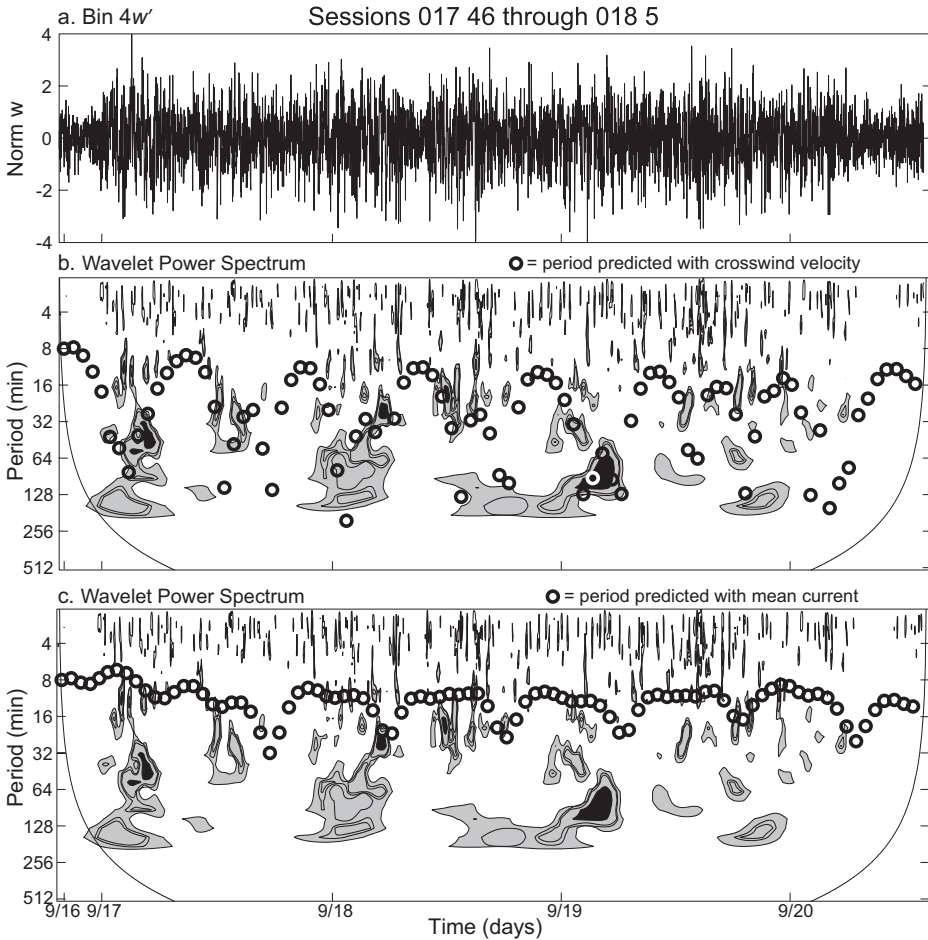 Sessions 017 46 through 018 5
a. Bin 4w′
Norm w
4
2
0
-2
-4
b. Wavelet Power Spectrum
= period predicted with crosswind velocity
Period (min)
4
8
16
32
64
128
256
512
c. Wavelet Power Spectrum
= period predicted with mean current
Period (min)
4
8
16
32
64
128
256
512
9/16 9/17 9/18 9/19 9/20
Time (days)